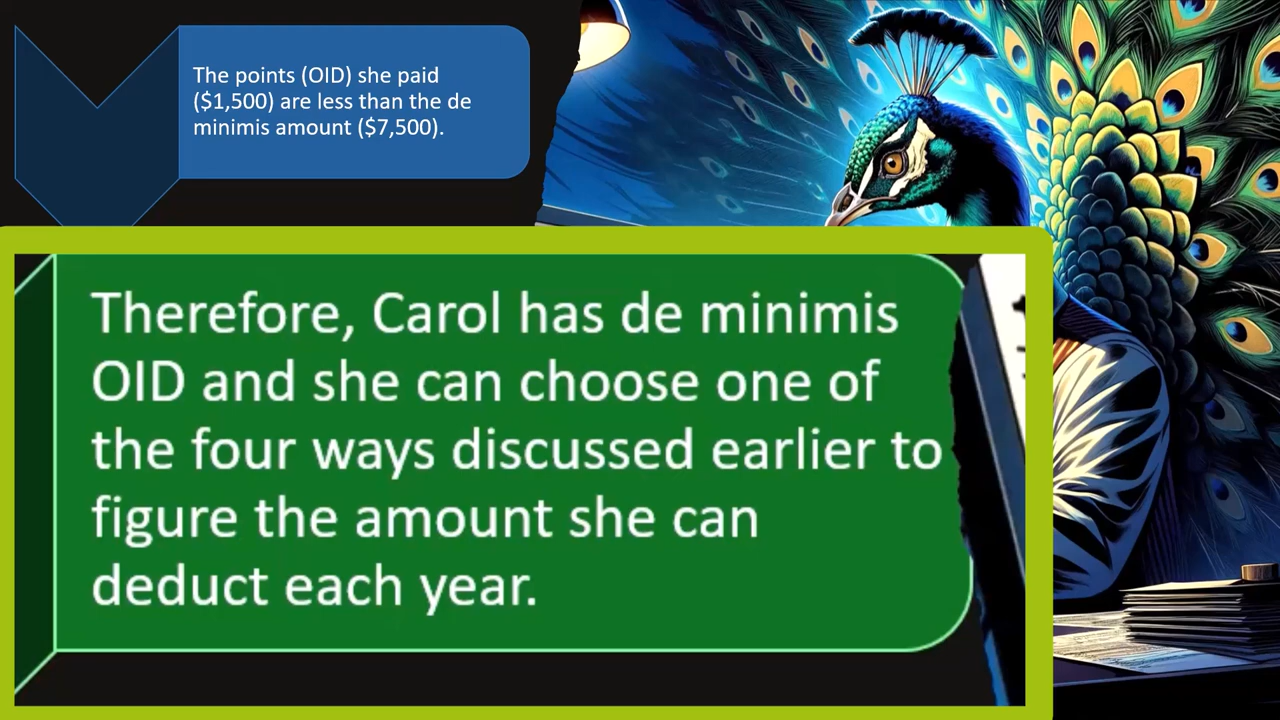 The points (OID) she paid
($1,500) are less than the de
minimis amount ($7,500).
Therefore, Carol has de minimis
OID and she can choose one of
the four ways discussed earlier to
figure the amount she can
deduct each year.